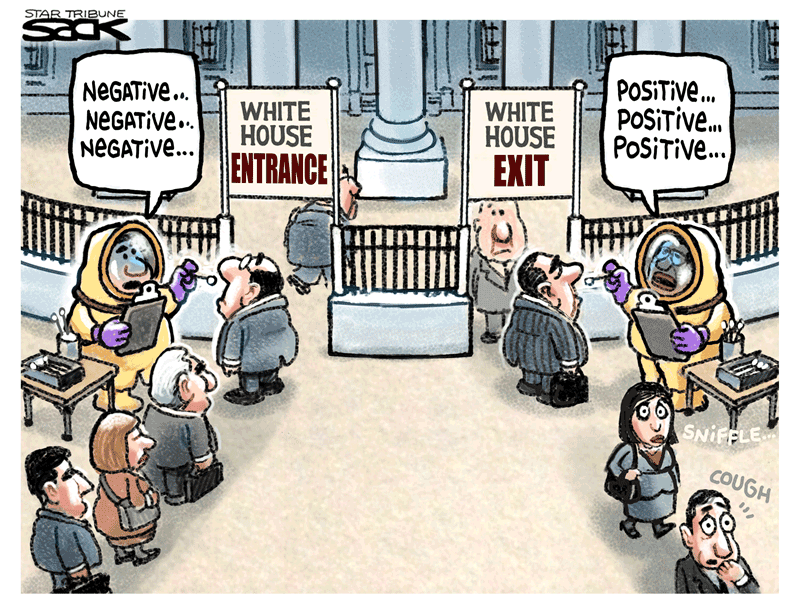 STAR TRIBUNE
SACK
NEGATIVE...
NEGATIVE...
NEGATIVE...
WHITE
HOUSE
ENTRANCE
WHITE
HOUSE
EXIT
POSITIVE...
POSITIVE...
POSITIVE...
SNIFFLE...
COUGH